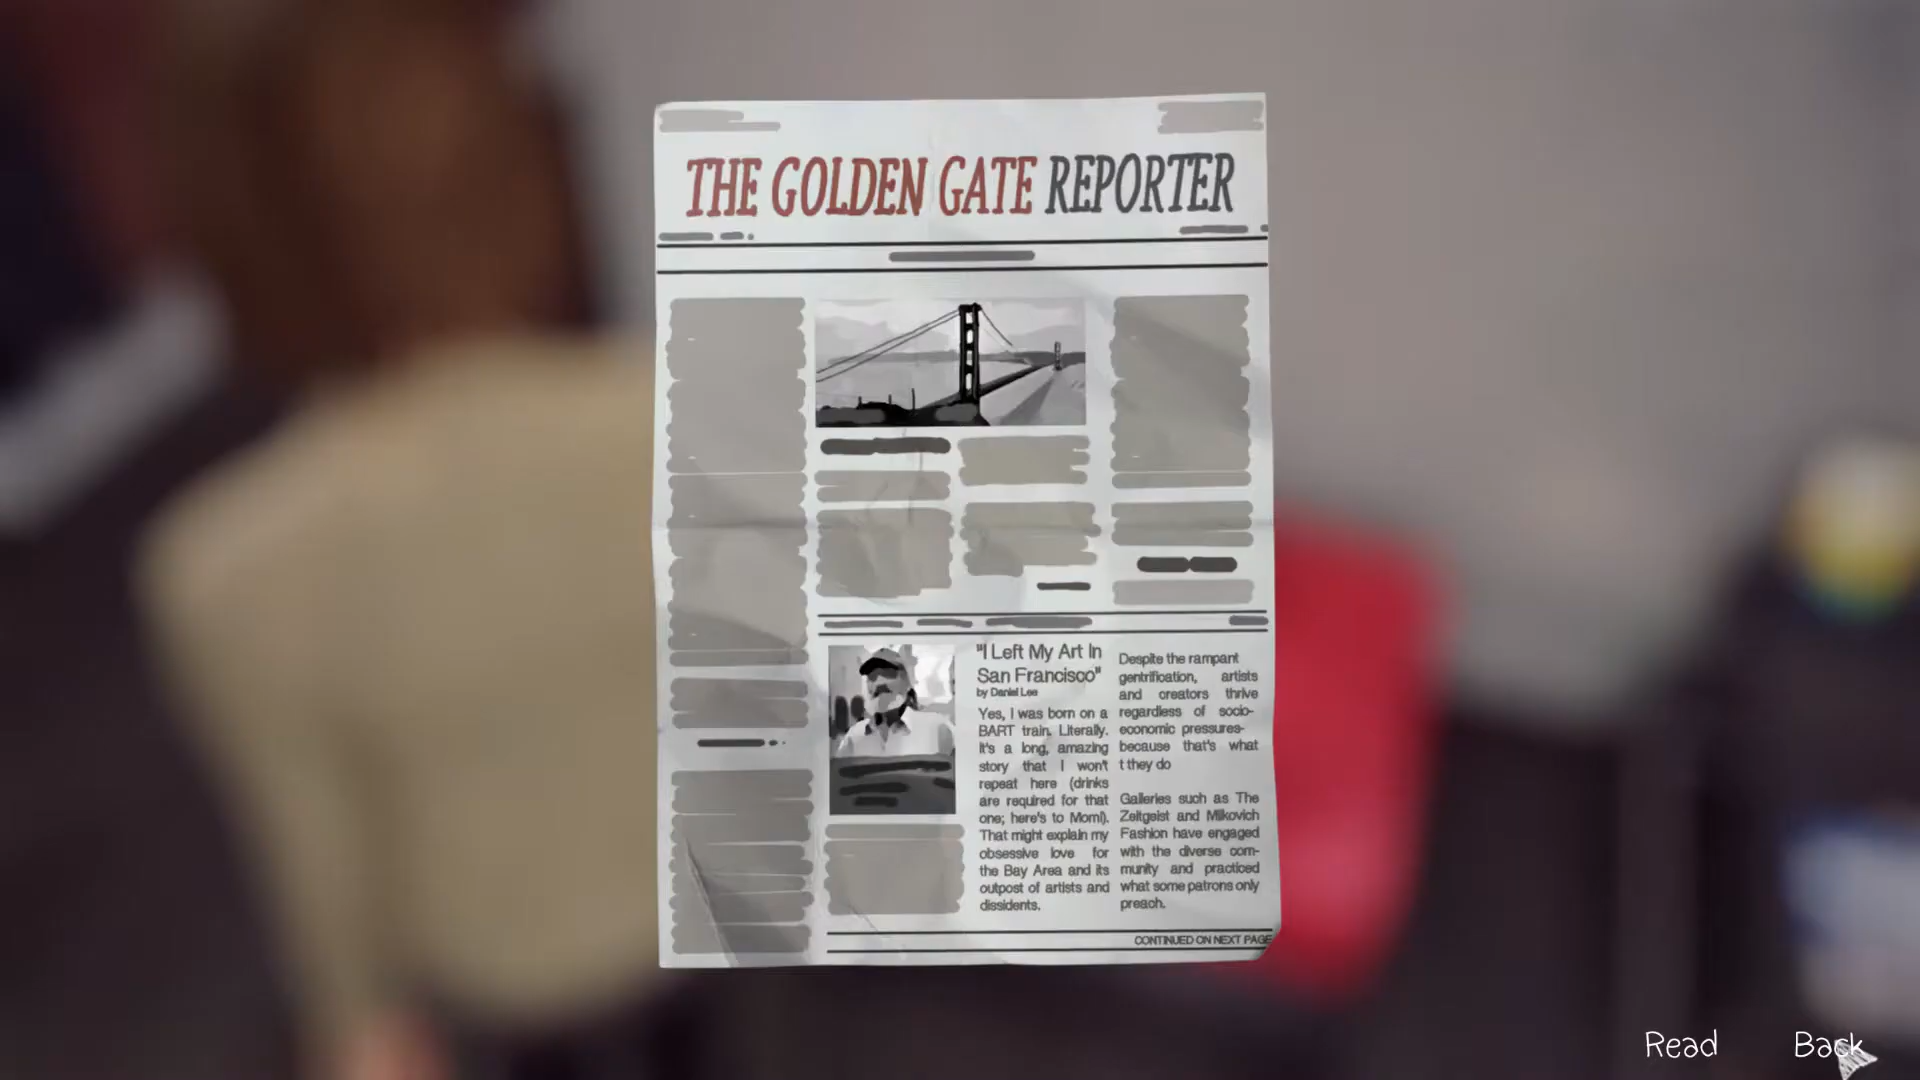 THE GOLDEN GATE REPORTER
"I Left My Art In
San Francisco"
by Daniel Lee
Yes, I was born on a
BART train. Literally.
It's a long, amazing
story that I won't
repeat here (drinks
are required for that
one; here's to Mom!).
That might explain my
obsessive love for
the Bay Area and its
outpost of artists and
dissidents.
Despite the rampant
gentrification, artists
and creators thrive
regardless of socio-
economic pressures-
because that's what
t they do
Galleries such as The
Zeitgeist and Milkovich
Fashion have engaged
with the diverse com-
munity and practiced
what some patrons only
preach.
CONTINUED ON NEXT PAGE
Read
Back